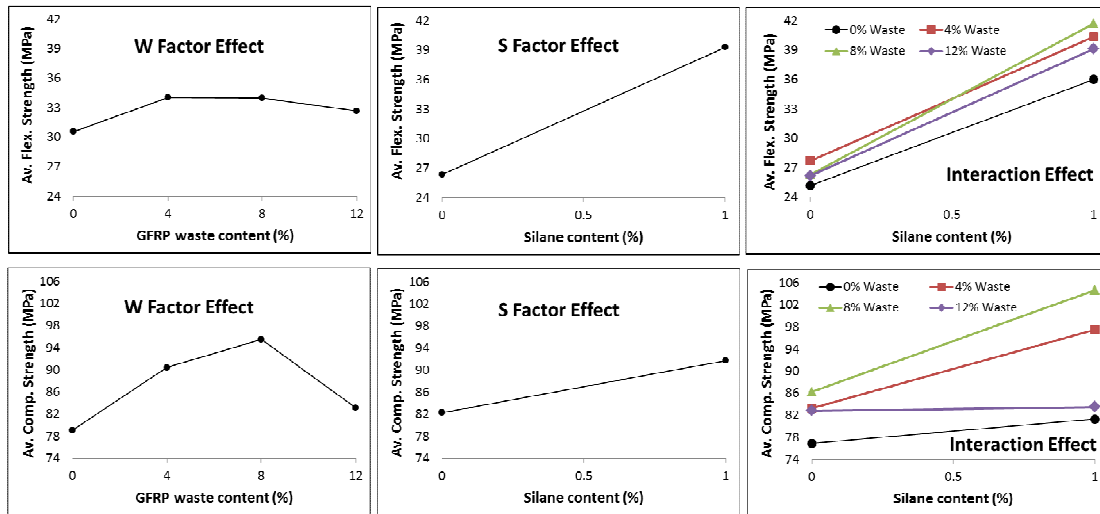 W Factor Effect
Av. Flex. Strength (MPa)
42
39
36
33
30
27
24
0 4 8 12
GFRP waste content (%)
S Factor Effect
Av. Flex. Strength (MPa)
42
39
36
33
30
27
24
0 0.5 1
Silane content (%)
0% Waste 4% Waste
8% Waste 12% Waste
Av. Flex. Strength (MPa)
42
39
36
33
30
27
24
Interaction Effect
0 0.5 1
Silane content (%)
W Factor Effect
Av. Comp. Strength (MPa)
106
102
98
94
90
86
82
78
74
0 4 8 12
GFRP waste content (%)
S Factor Effect
Av. Comp. Strength (MPa)
106
102
98
94
90
86
82
78
74
0 0.5 1
Silane content (%)
0% Waste 4% Waste
8% Waste 12% Waste
Av. Comp. Strength (MPa)
106
102
98
94
90
86
82
78
74
Interaction Effect
0 0.5 1
Silane content (%)